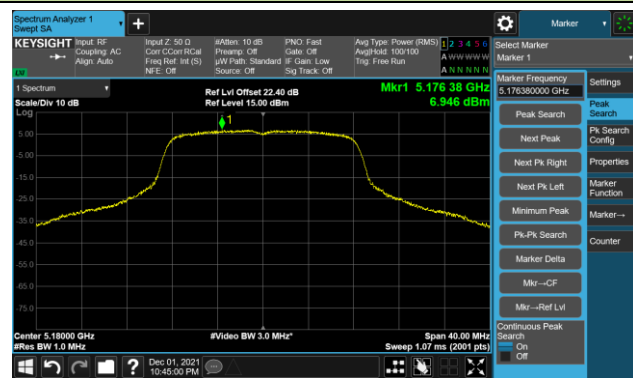 Spectrum Analyzer 1
Swept SA
Marker
KEYSIGHT
Input: RF
Coupling: AC
Align: Auto
Input Z: 50 Ω
Corr CCorr RCal
Freq Ref: Int (S)
NFE: Off
#Atten: 10 dB
Preamp: Off
µW Path: Standard
Source: Off
PNO: Fast
Gate: Off
IF Gain: Low
Sig Track: Off
Avg Type: Power (RMS)
Avg|Hold: 100/100
Trig: Free Run
1 2 3 4 5 6
A W W W W W
A N N N N N
Select Marker
Marker 1
1 Spectrum
Scale/Div 10 dB
Log
Ref Lvl Offset 22.40 dB
Ref Level 15.00 dBm
Mkr1 5.176 38 GHz
6.946 dBm
1
5.00
-5.00
-15.0
-25.0
-35.0
-45.0
-55.0
-65.0
-75.0
Center 5.18000 GHz
#Res BW 1.0 MHz
#Video BW 3.0 MHz*
Span 40.00 MHz
Sweep 1.07 ms (2001 pts)
Marker Frequency
5.176380000 GHz
Peak Search
Next Peak
Next Pk Right
Next Pk Left
Minimum Peak
Pk-Pk Search
Marker Delta
Mkr→CF
Mkr→Ref Lvl
Continuous Peak
Search
On
Off
Settings
Peak
Search
Pk Search
Config
Properties
Marker
Function
Marker→
Counter
?
Dec 01, 2021
10:45:00 PM